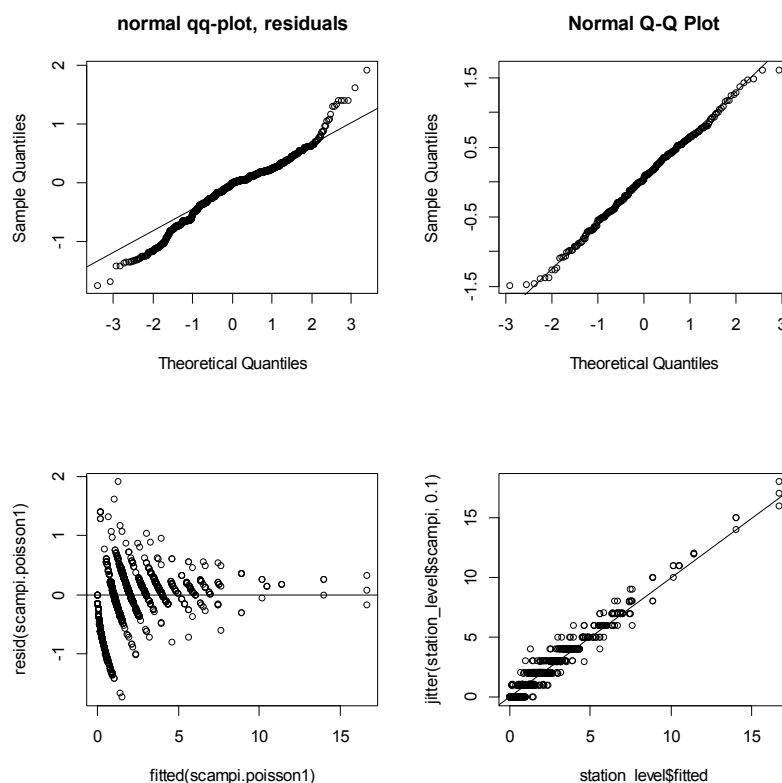 normal qq-plot, residuals
Sample Quantiles
2
1
0
-1
-3 -2 -1 0 1 2 3
Theoretical Quantiles
Normal Q-Q Plot
Sample Quantiles
1.5
0.5
-0.5
-1.5
-3 -2 -1 0 1 2 3
Theoretical Quantiles
resid(scampi.poisson1)
2
1
0
-1
0 5 10 15
fitted(scampi.poisson1)
jitter(station_level$scampi, 0.1)
15
10
5
0
0 5 10 15
station_level$fitted